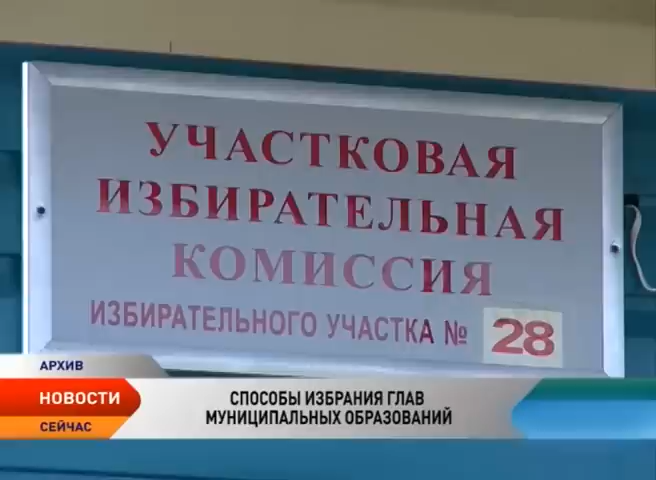 УЧАСТКОВАЯ
ИЗБИРАТЕЛЬНАЯ
КОМИССИЯ
ИЗБИРАТЕЛЬНОГО УЧАСТКА № 28
АРХИВ
НОВОСТИ
СЕЙЧАС
СПОСОБЫ ИЗБРАНИЯ ГЛАВ
МУНИЦИПАЛЬНЫХ ОБРАЗОВАНИЙ